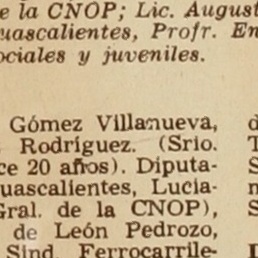 e la CNOP; Lic. August
uascalientes, Profr. En
ociales y juveniles.
Gómez Villanueva, d
Rodríguez. (Srio. T
ce 20 años). Diputa- d
uascalientes, Lucia- n
Gral. de la CNOP), S
de León Pedrozo, d
Sind. Ferrocarrile- g